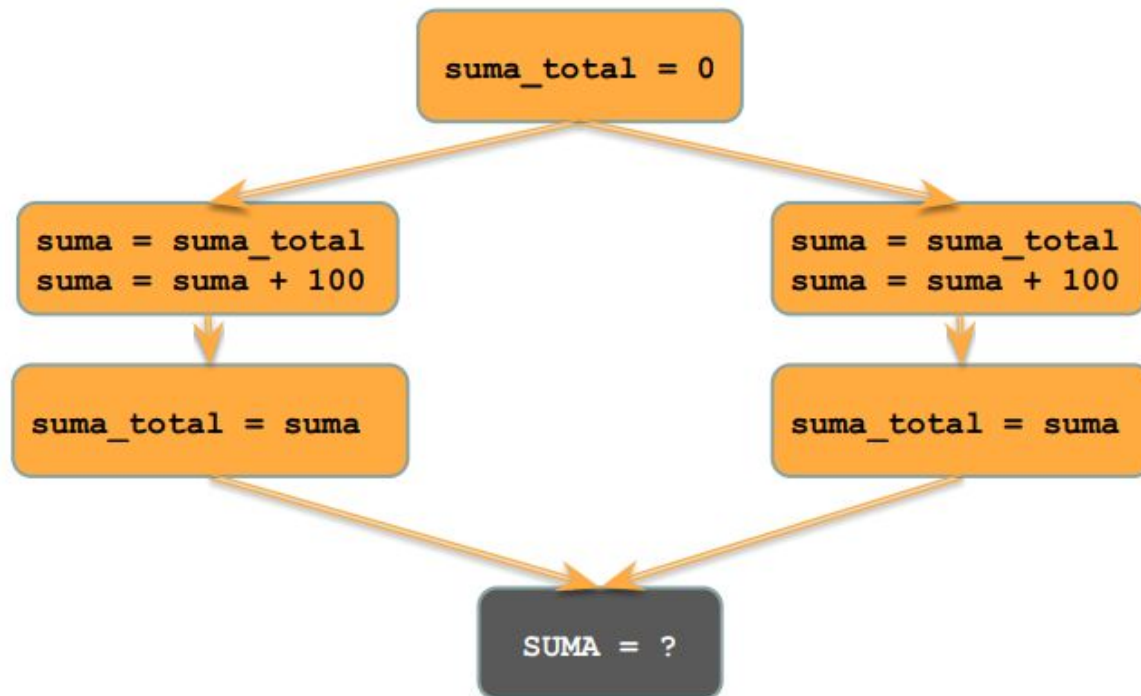 suma_total = 0
suma = suma_total
suma = suma + 100
suma = suma_total
suma = suma + 100
suma_total = suma
suma_total = suma
SUMA = ?